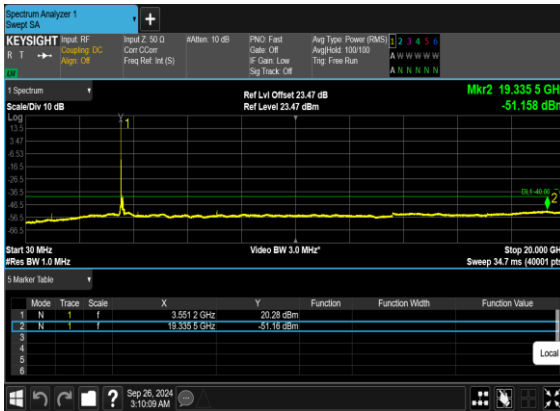 Spectrum Analyzer 1
Swept SA
+
KEYSIGHT Input: RF Input Z: 50 Ω #Atten: 10 dB PNO: Fast Avg Type: Power (RMS) 1 2 3 4 5 6
R T Coupling: DC Corr CCorr Gate: Off Avg|Hold: 100/100 A W W W W W
Align: Off Freq Ref: Int (S) IF Gain: Low Trig: Free Run
LW Sig Track: Off A N N N N N
1 Spectrum Ref Lvl Offset 23.47 dB Mkr2 19.335 5 GHz
Scale/Div 10 dB Ref Level 23.47 dBm -51.158 dBm
Log
13.5
3.47
-6.53
-16.5
-26.5
-36.5
-46.5
-56.5
-66.5
1
DL1 -40.00
2
Start 30 MHz Video BW 3.0 MHz* Stop 20.000 GHz
#Res BW 1.0 MHz Sweep 34.7 ms (40001 pts)
5 Marker Table
Mode Trace Scale X Y Function Function Width Function Value
1 N 1 f 3.551 2 GHz 20.28 dBm
2 N 1 f 19.335 5 GHz -51.16 dBm
3
4
5
6
Local
? Sep 26, 2024
3:10:09 AM